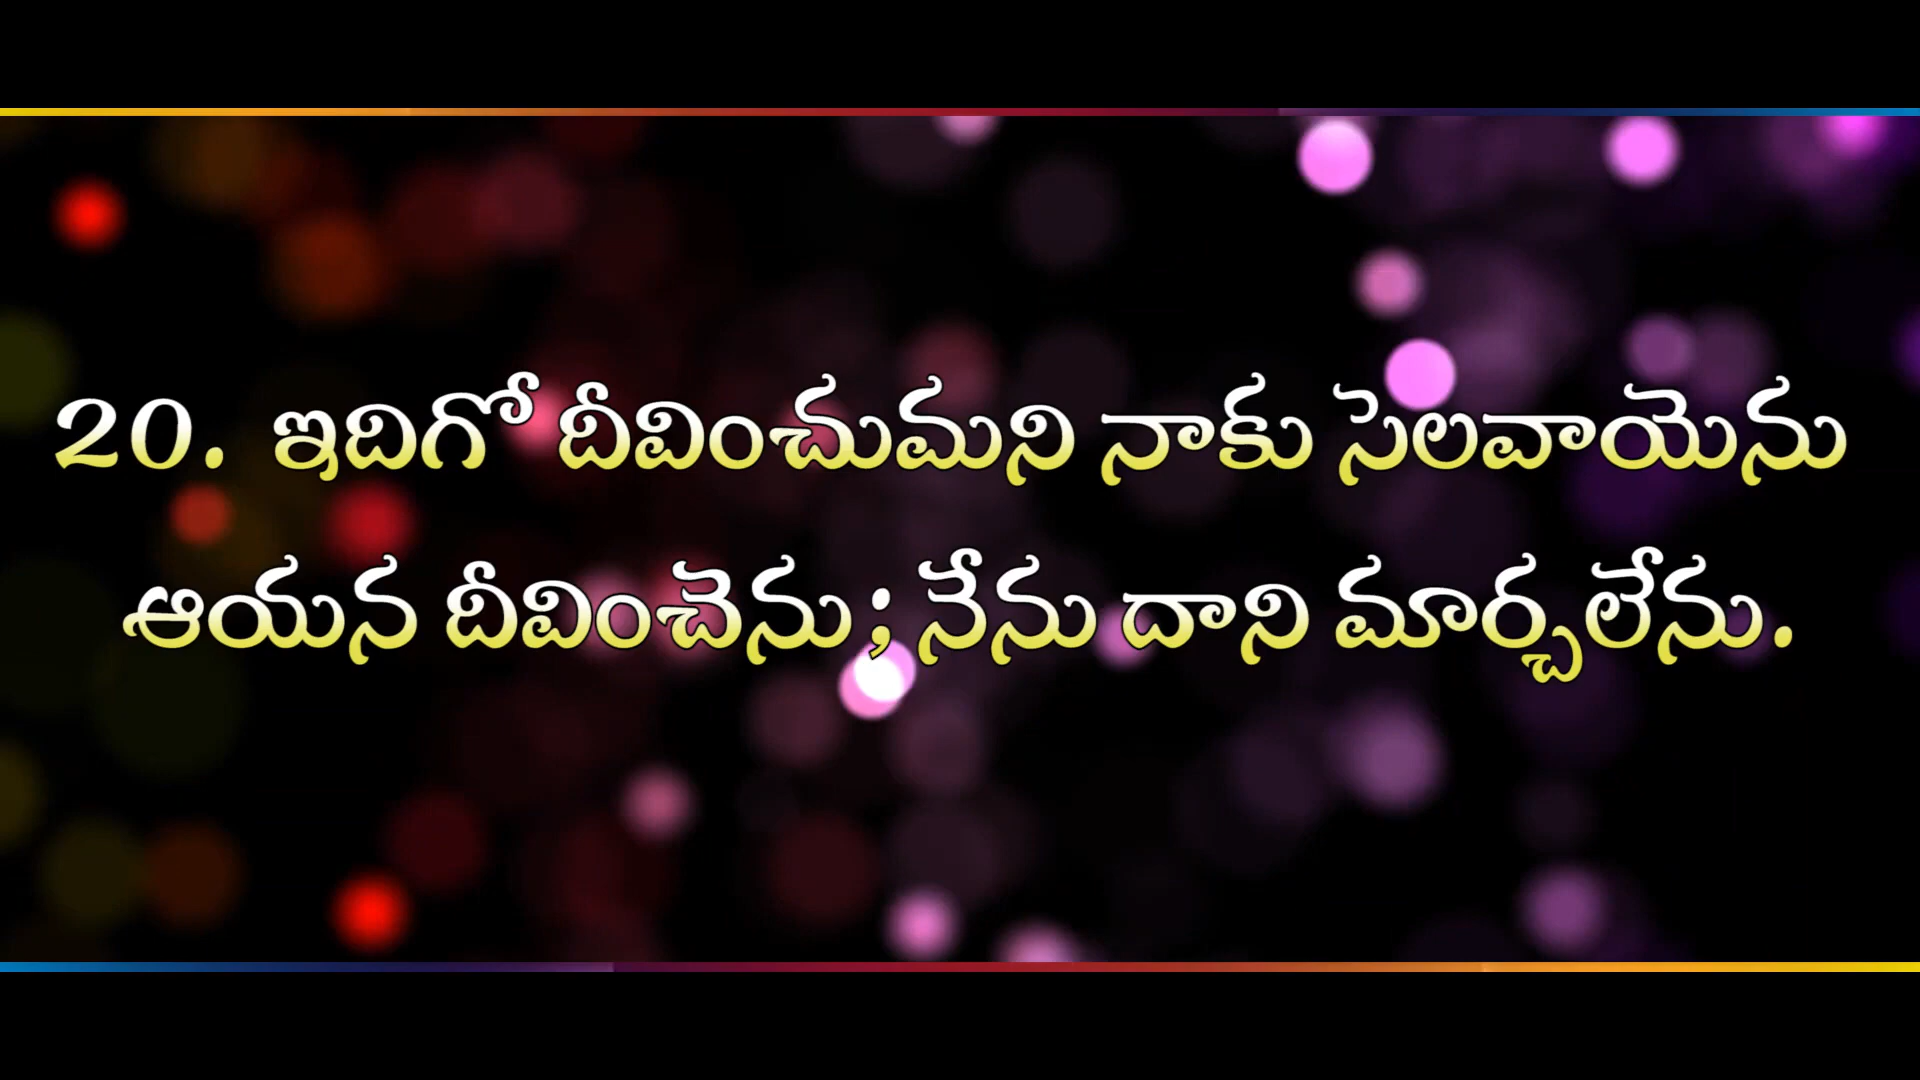 20. ఇదిగో దీవించుమని నాకు సెలవాయెను
ఆయన దీవించెను; నేను దాని మార్చలేను.